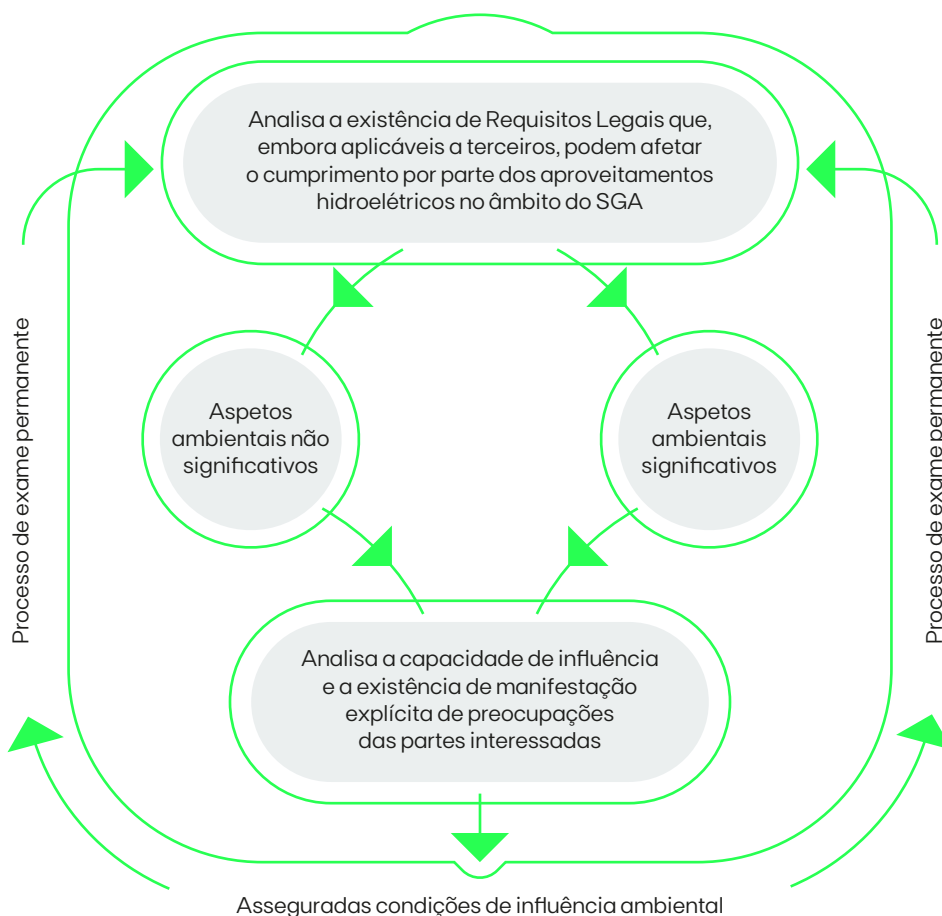 Analisa a existência de Requisitos Legais que,
embora aplicáveis a terceiros, podem afetar
o cumprimento por parte dos aproveitamentos
hidroelétricos no âmbito do SGA
Processo de exame permanente
Aspetos
ambientais não
significativos
Aspetos
ambientais
significativos
Processo de exame permanente
Analisa a capacidade de influência
e a existência de manifestação
explícita de preocupações
das partes interessadas
Asseguradas condições de influência ambiental